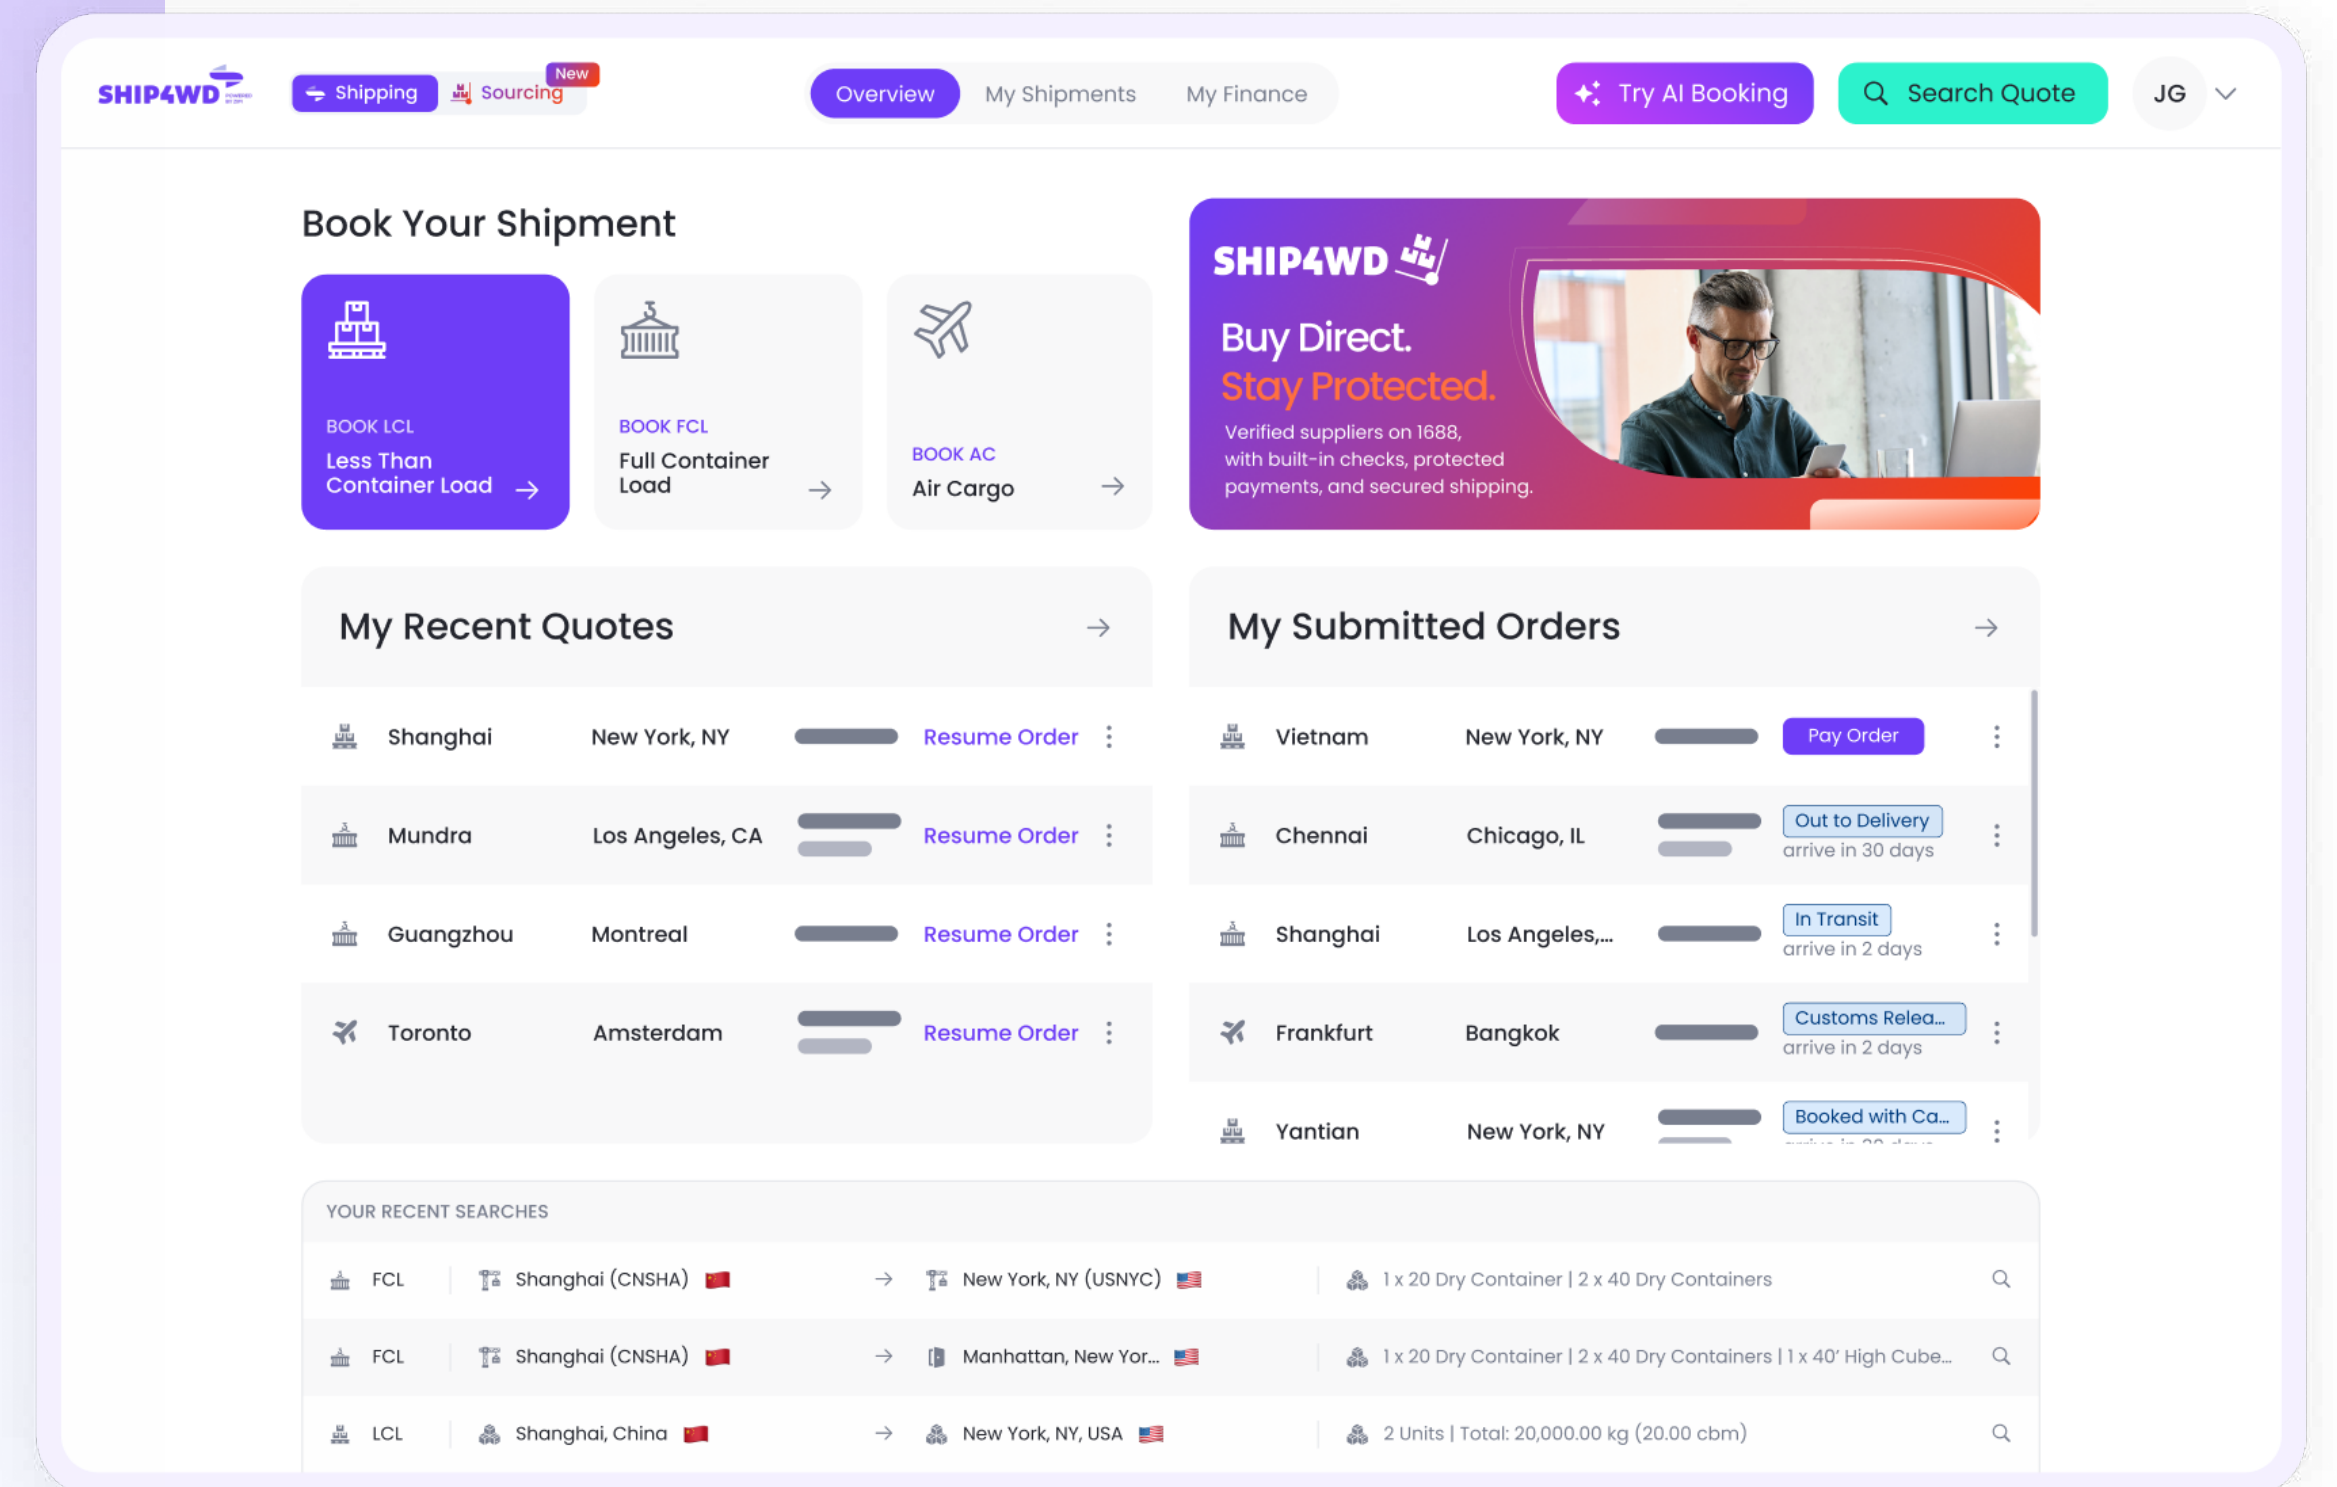 SHIP4WD
POWERED BY ZIM
Shipping
Sourcing
New
Overview
My Shipments
My Finance
Try AI Booking
Search Quote
JG
Book Your Shipment
BOOK LCL
Less Than
Container Load
BOOK FCL
Full Container
Load
BOOK AC
Air Cargo
SHIP4WD
Buy Direct.
Stay Protected.
Verified suppliers on 1688,
with built-in checks, protected
payments, and secured shipping.
My Recent Quotes
Shanghai New York, NY Resume Order
Mundra Los Angeles, CA Resume Order
Guangzhou Montreal Resume Order
Toronto Amsterdam Resume Order
My Submitted Orders
Vietnam New York, NY Pay Order
Chennai Chicago, IL Out to Delivery
arrive in 30 days
Shanghai Los Angeles,... In Transit
arrive in 2 days
Frankfurt Bangkok Customs Relea...
arrive in 2 days
Yantian New York, NY Booked with Ca...
YOUR RECENT SEARCHES
FCL Shanghai (CNSHA) New York, NY (USNYC) 1 x 20 Dry Container | 2 x 40 Dry Containers
FCL Shanghai (CNSHA) Manhattan, New Yor... 1 x 20 Dry Container | 2 x 40 Dry Containers | 1 x 40' High Cube...
LCL Shanghai, China New York, NY, USA 2 Units | Total: 20,000.00 kg (20.00 cbm)